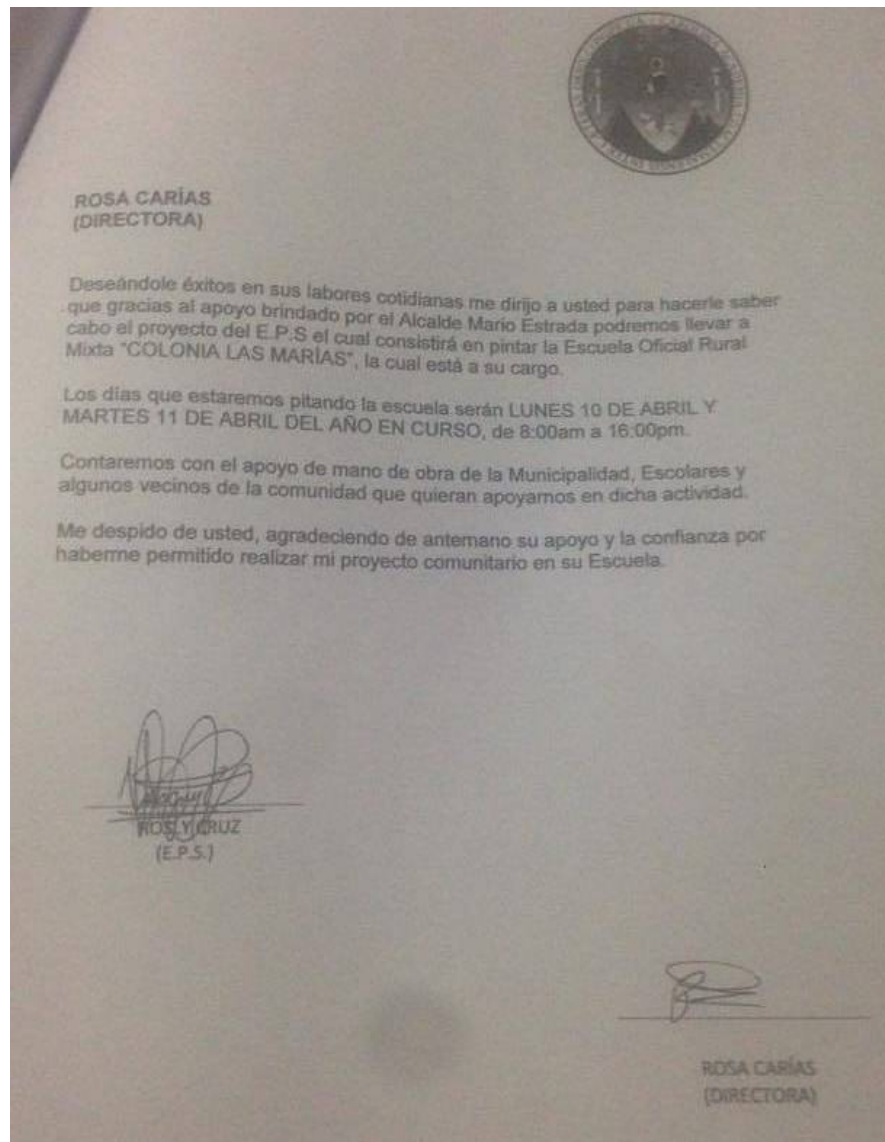 ROSA CARÍAS
(DIRECTORA)
Deseándole éxitos en sus labores cotidianas me dirijo a usted para hacerle saber
que gracias al apoyo brindado por el Alcalde Mario Estrada podremos llevar a
cabo el proyecto del E.P.S el cual consistirá en pintar la Escuela Oficial Rural
Mixta "COLONIA LAS MARÍAS", la cual está a su cargo.
Los días que estaremos pitando la escuela serán LUNES 10 DE ABRIL Y
MARTES 11 DE ABRIL DEL AÑO EN CURSO, de 8:00am a 16:00pm.
Contaremos con el apoyo de mano de obra de la Municipalidad, Escolares y
algunos vecinos de la comunidad que quieran apoyarnos en dicha actividad.
Me despido de usted, agradeciendo de antemano su apoyo y la confianza por
haberme permitido realizar mi proyecto comunitario en su Escuela.
ROSLY CRUZ
(E.P.S.)
ROSA CARÍAS
(DIRECTORA)